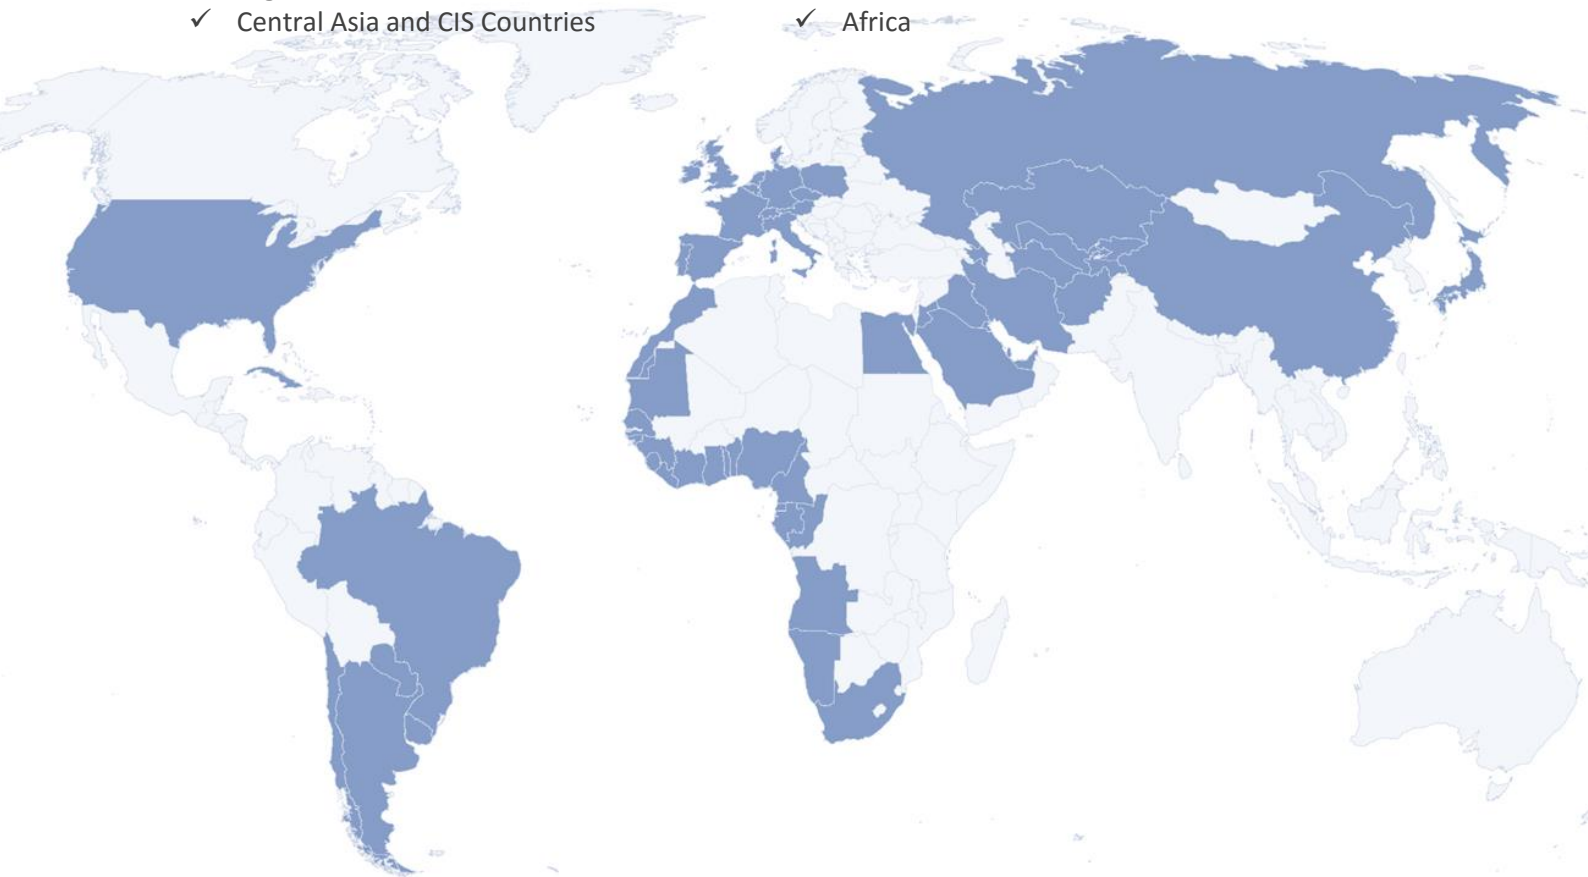 ✓ Central Asia and CIS Countries
✓ Africa